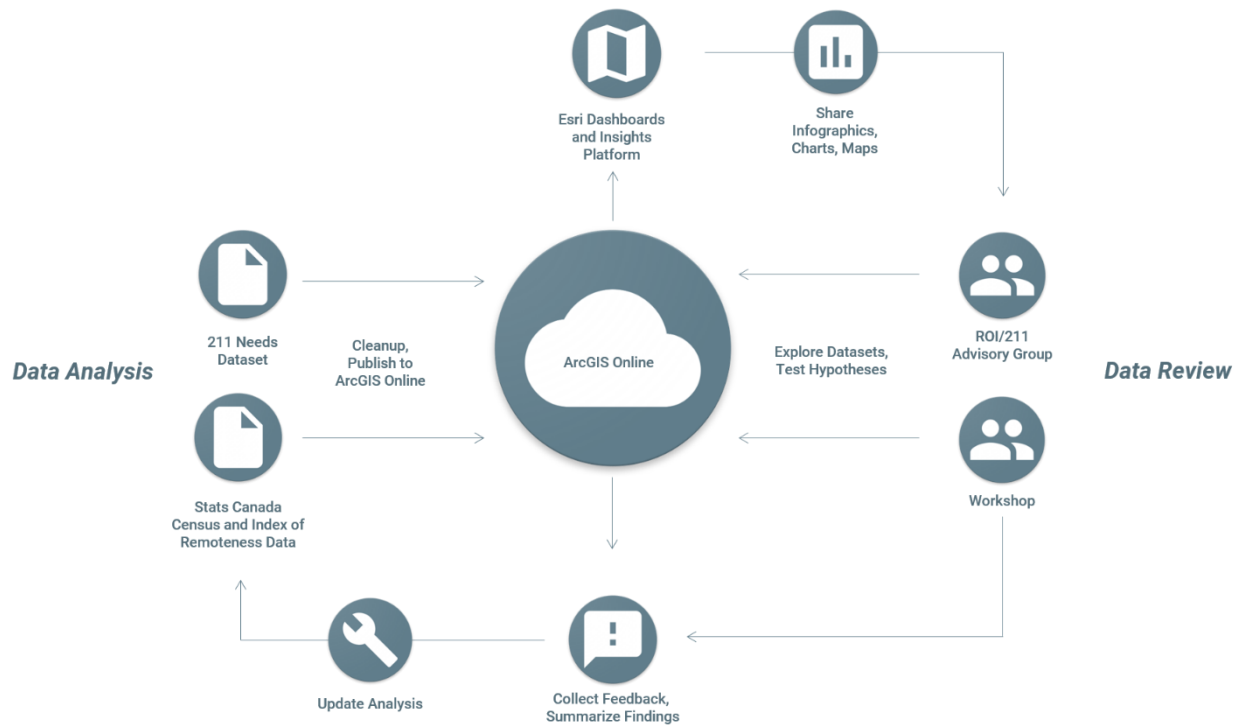 Esri Dashboards
and Insights
Platform
Share
Infographics,
Charts, Maps
Data Analysis
211 Needs
Dataset
Cleanup,
Publish to
ArcGIS Online
ArcGIS Online
Explore Datasets,
Test Hypotheses
ROI/211
Advisory Group
Data Review
Stats Canada
Census and Index of
Remoteness Data
Workshop
Update Analysis
Collect Feedback,
Summarize Findings